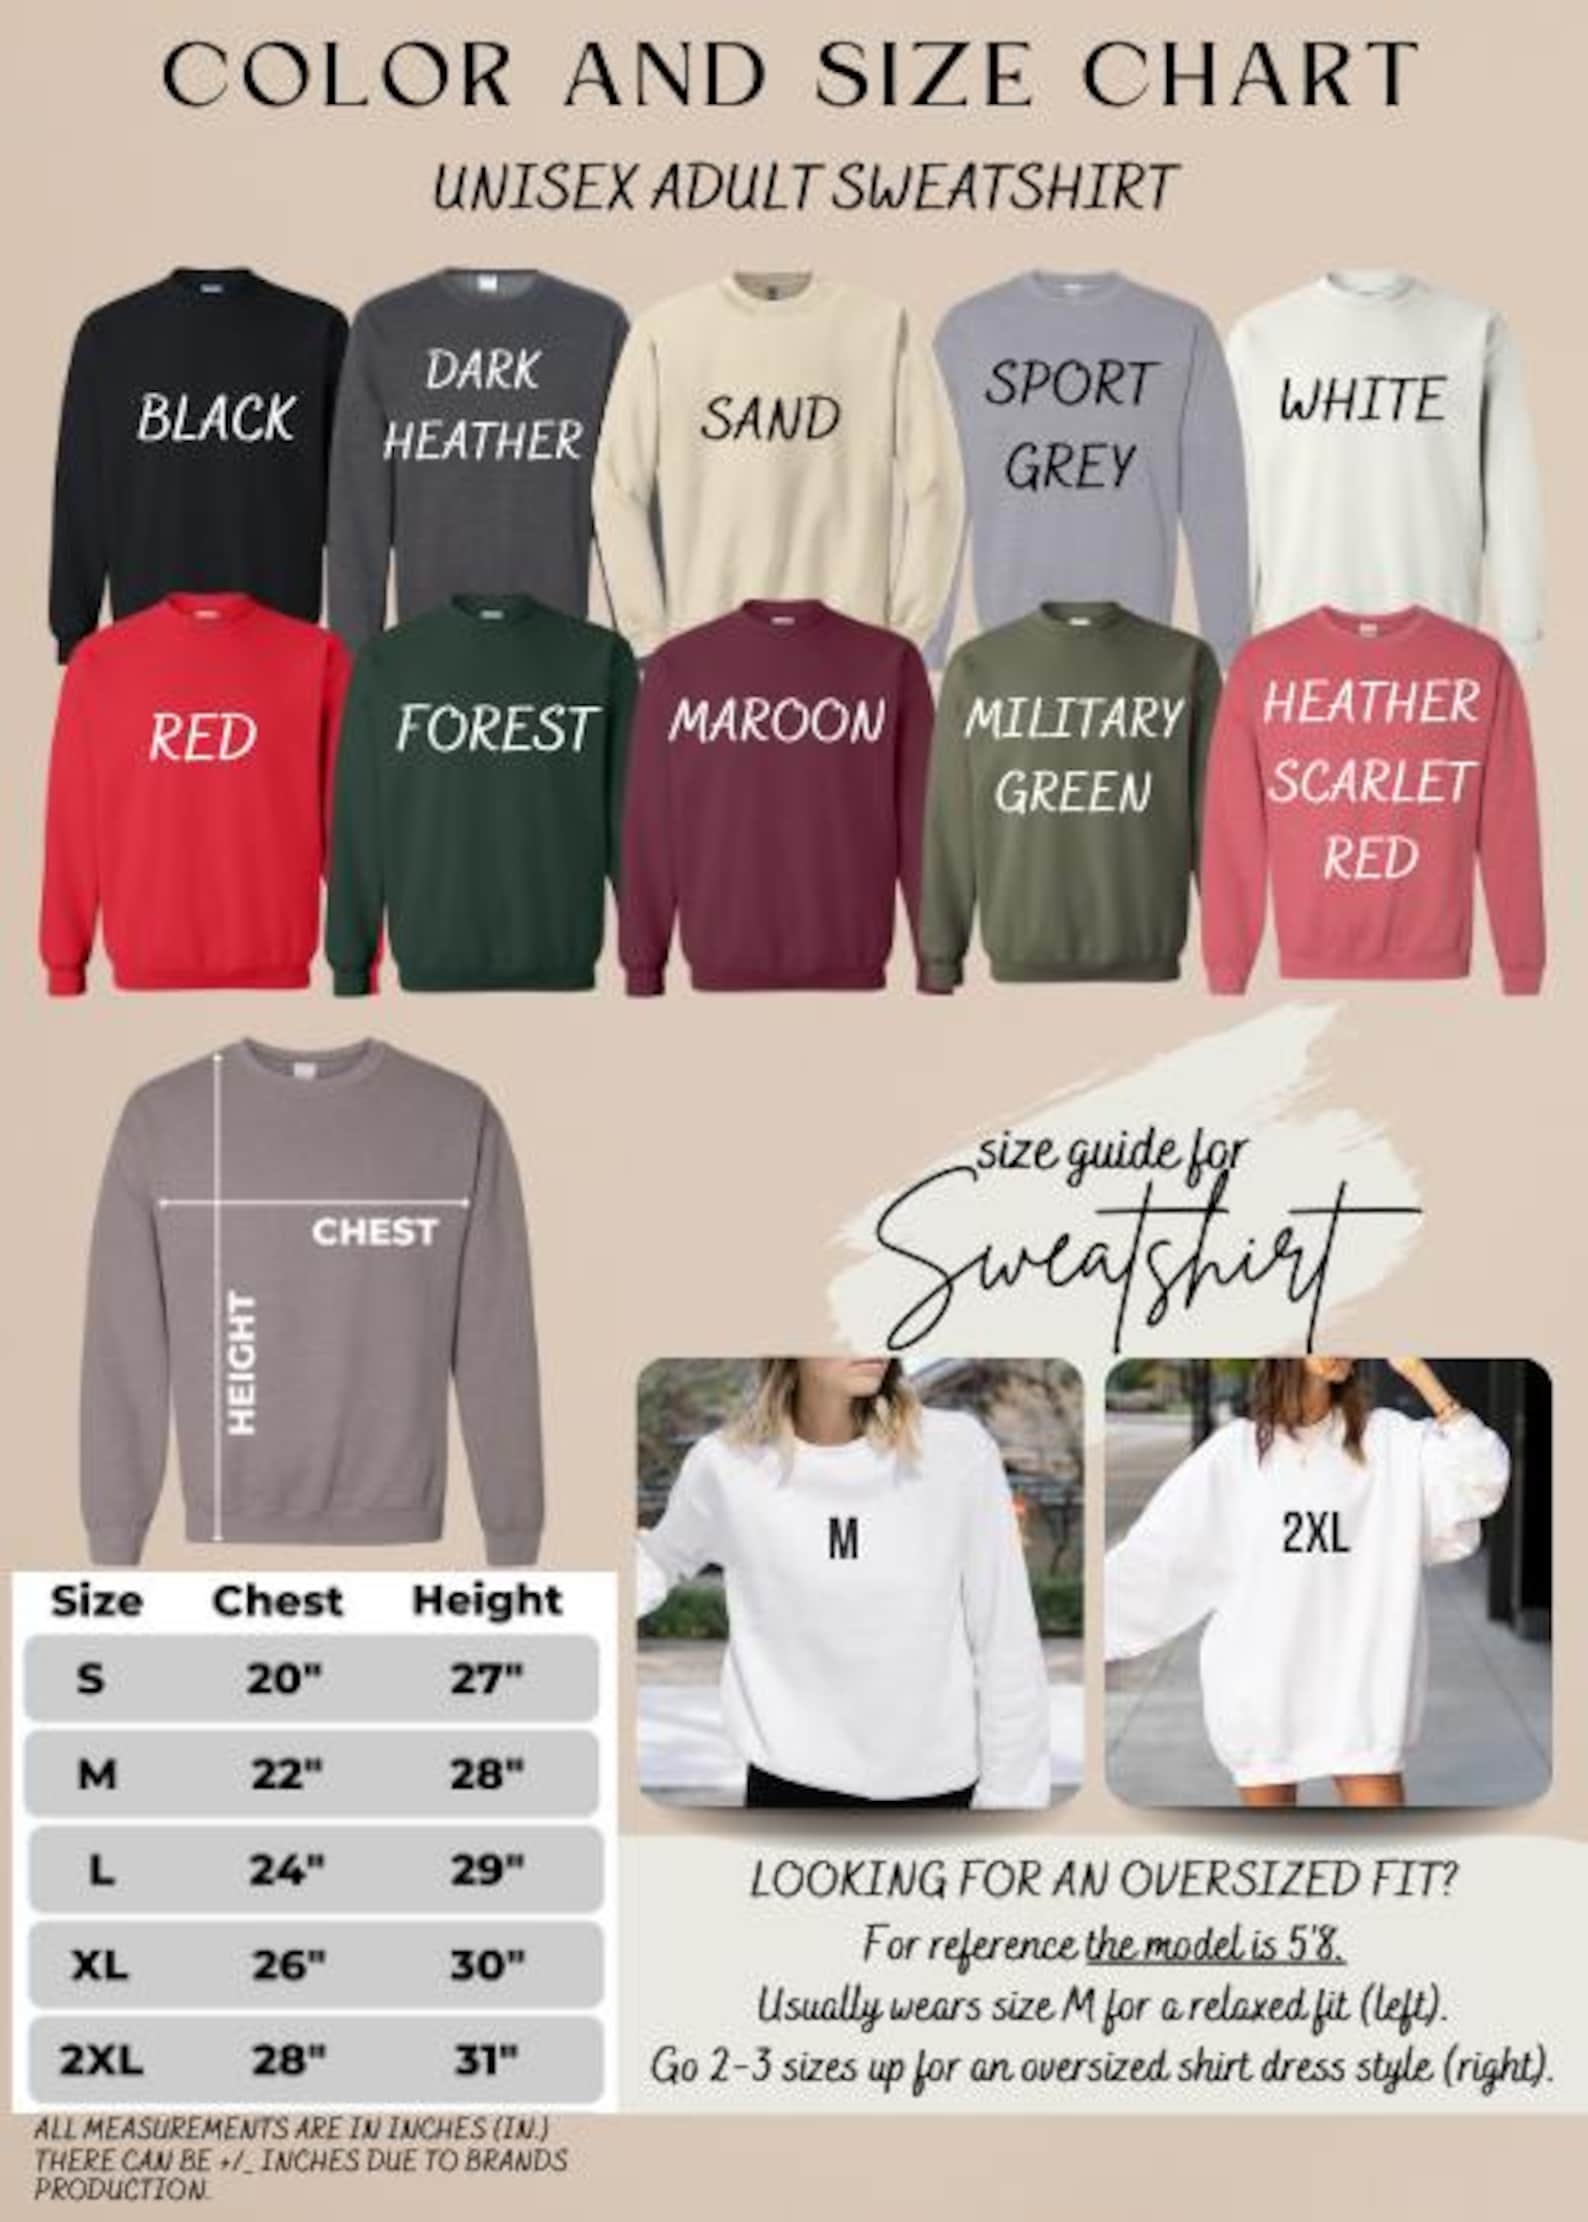 COLOR AND SIZE CHART
UNISEX ADULT SWEATSHIRT
BLACK
DARK
HEATHER
SAND
SPORT
GREY
WHITE
RED
FOREST
MAROON
MILITARY
GREEN
HEATHER
SCARLET
RED
CHEST
HEIGHT
size guide for
Sweatshirt
M
2XL
Size Chest Height
S 20" 27"
M 22" 28"
L 24" 29"
XL 26" 30"
2XL 28" 31"
LOOKING FOR AN OVERSIZED FIT?
For reference the model is 5'8.
Usually wears size M for a relaxed fit (left).
Go 2-3 sizes up for an oversized shirt dress style (right).
ALL MEASUREMENTS ARE IN INCHES (IN.)
THERE CAN BE +/_ INCHES DUE TO BRANDS
PRODUCTION.